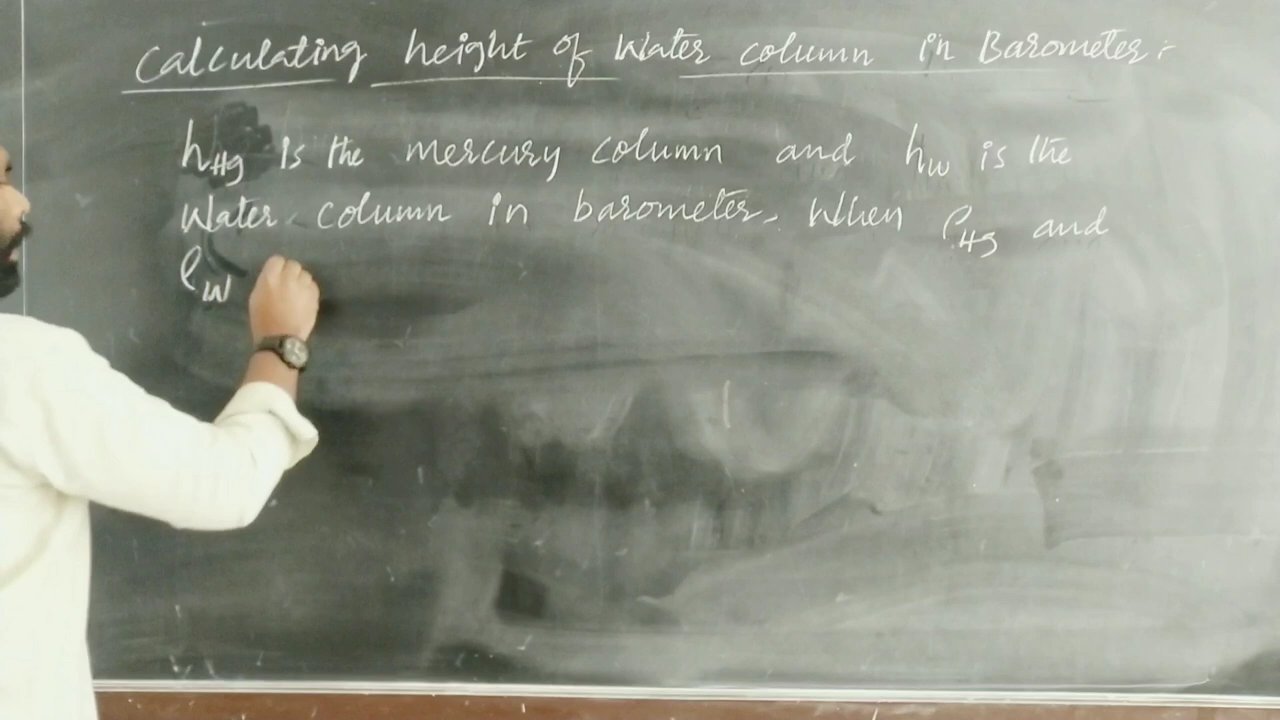 Calculating height of Water column in Barometer:-
hHg is the mercury column and hw is the
Water column in barometer. When ρHg and
ρW